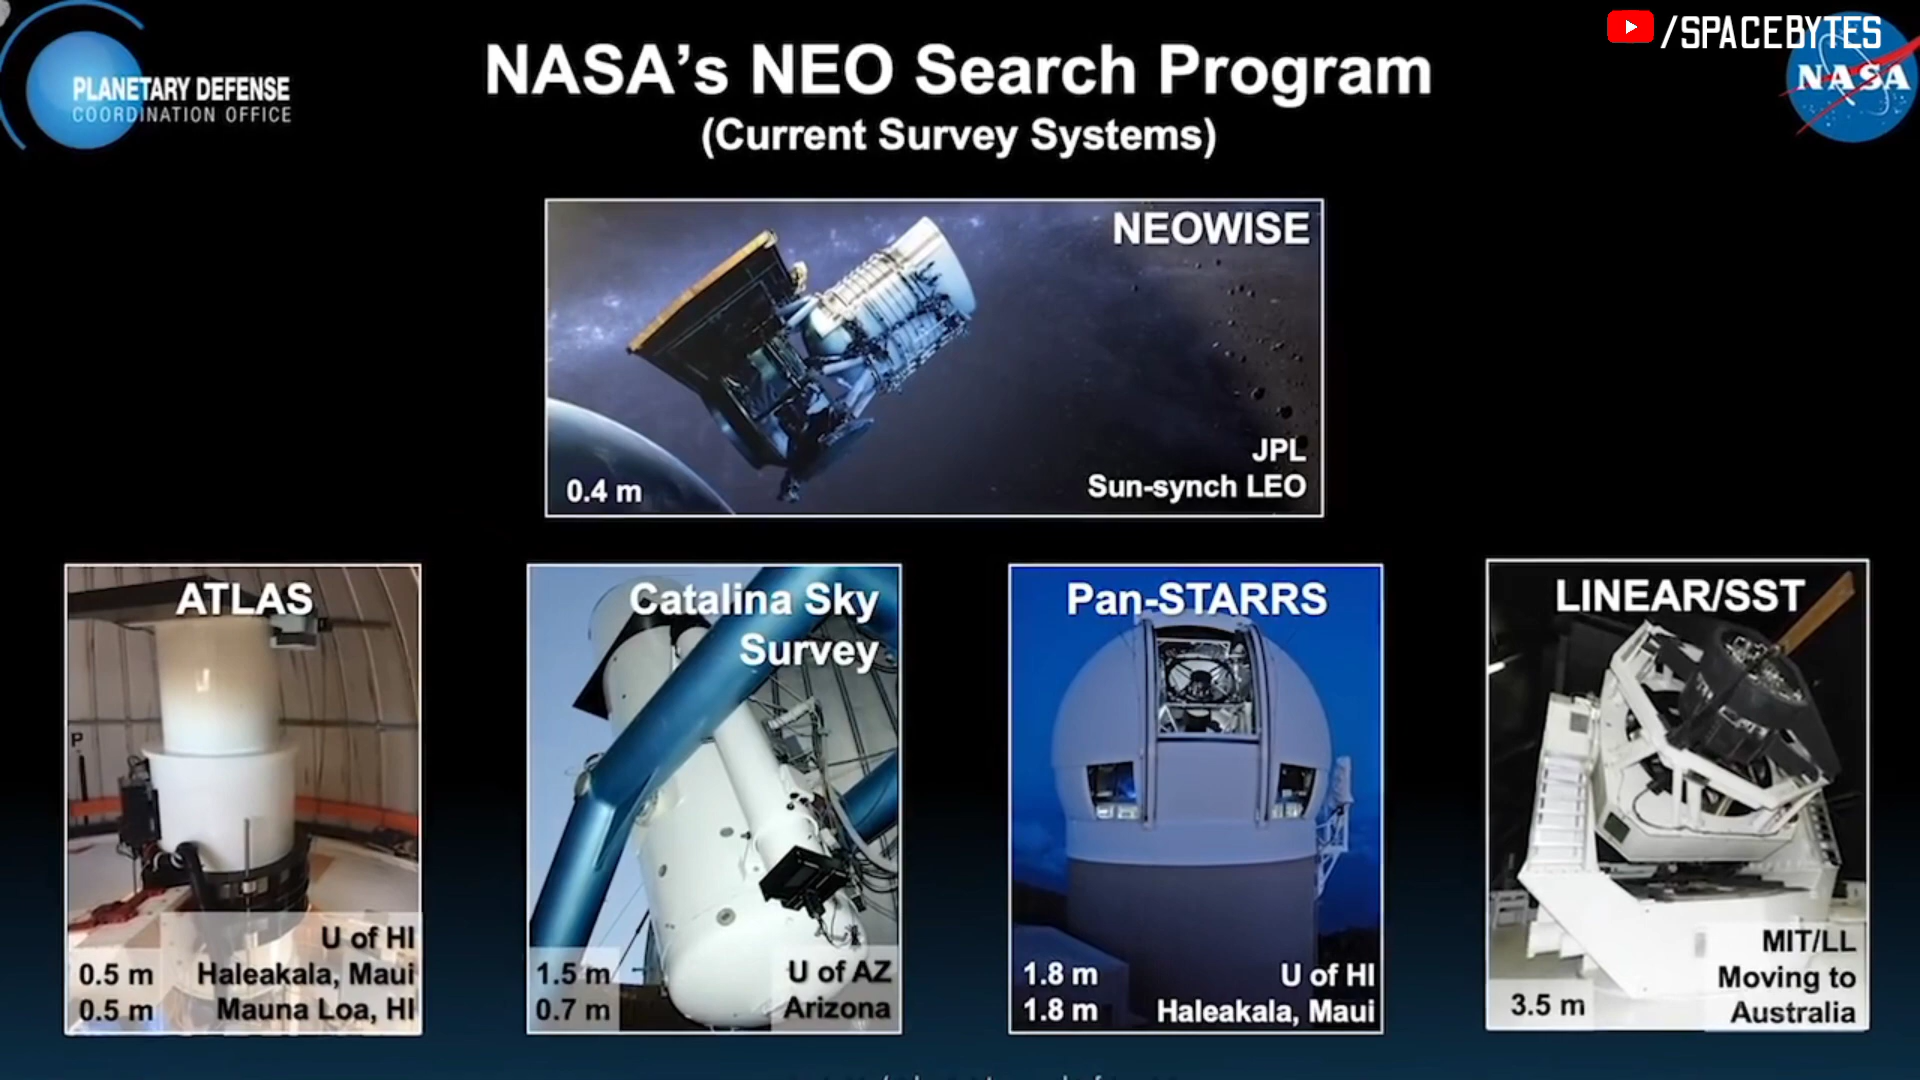 /SPACEBYTES
PLANETARY DEFENSE
COORDINATION OFFICE
NASA's NEO Search Program
(Current Survey Systems)
NASA
NEOWISE
JPL
Sun-synch LEO
0.4 m
ATLAS
P
U of HI
0.5 m Haleakala, Maui
0.5 m Mauna Loa, HI
Catalina Sky
Survey
1.5 m U of AZ
0.7 m Arizona
Pan-STARRS
1.8 m U of HI
1.8 m Haleakala, Maui
LINEAR/SST
MIT/LL
Moving to
3.5 m Australia